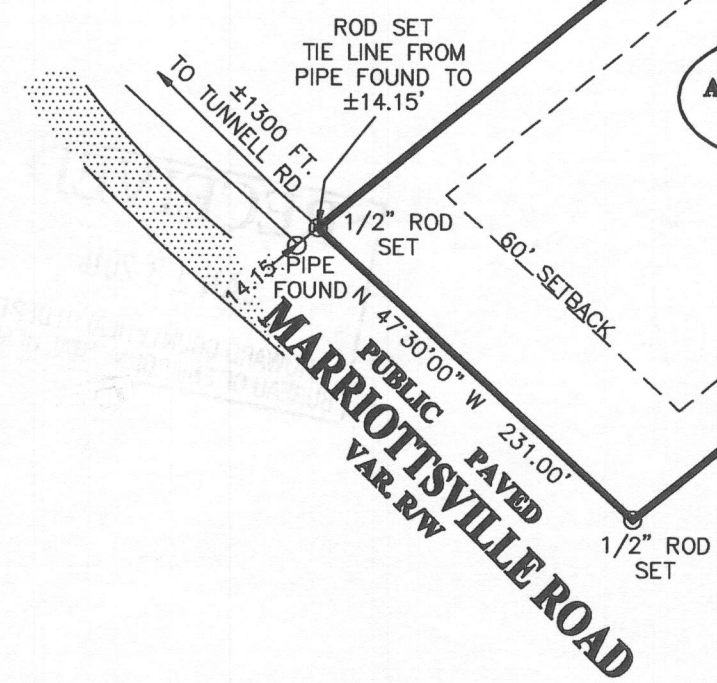 ROD SET
TIE LINE FROM
PIPE FOUND TO
±14.15'
TO TUNNELL RD
±1300 FT.
A
1/2" ROD
SET
60' SETBACK
14.15'
PIPE
FOUND
N 47°30'00" W 231.00'
PUBLIC PAVED
MARRIOTTSVILLE ROAD
VAR. R/W
1/2" ROD
SET